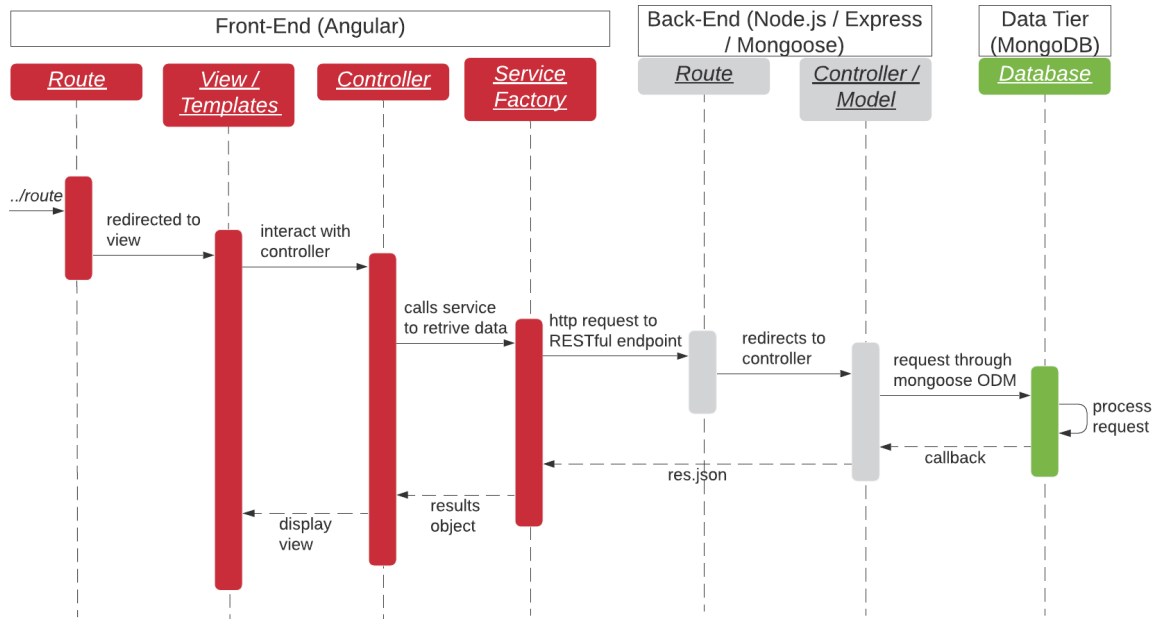 Front-End (Angular)
Back-End (Node.js / Express
/ Mongoose)
Data Tier
(MongoDB)
Route
View /
Templates
Controller
Service
Factory
Route
Controller /
Model
Database
../route
redirected to
view
interact with
controller
calls service
to retrive data
http request to
RESTful endpoint
redirects to
controller
request through
mongoose ODM
process
request
callback
res.json
results
object
display
view